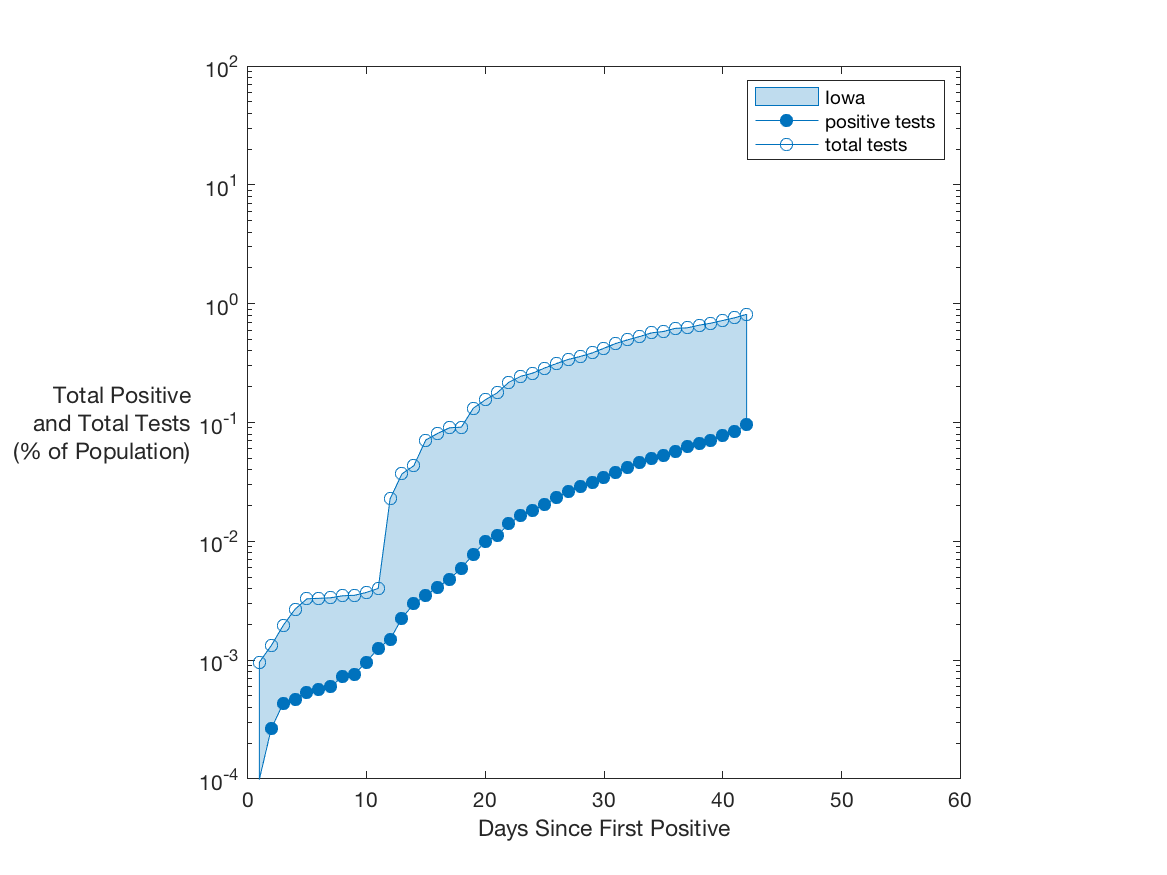 10^2
10^1
10^0
10^-1
10^-2
10^-3
10^-4
Total Positive
and Total Tests
(% of Population)
Iowa
positive tests
total tests
0 10 20 30 40 50 60
Days Since First Positive